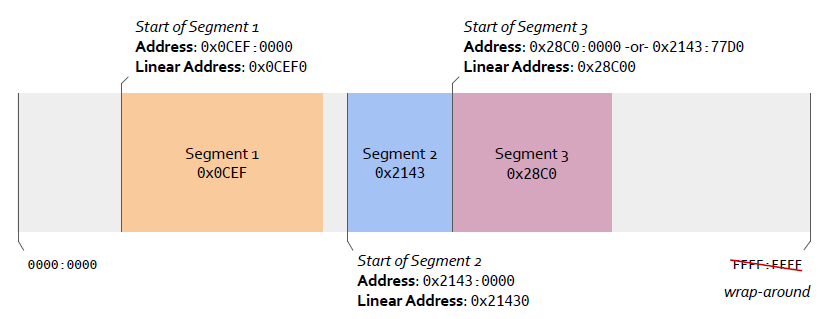 Start of Segment 1
Address: 0x0CEF:0000
Linear Address: 0x0CEF0
Start of Segment 3
Address: 0x28C0:0000 -or- 0x2143:77D0
Linear Address: 0x28C00
Segment 1
0x0CEF
Segment 2
0x2143
Segment 3
0x28C0
0000:0000
Start of Segment 2
Address: 0x2143:0000
Linear Address: 0x21430
FFFF:FFFF
wrap-around